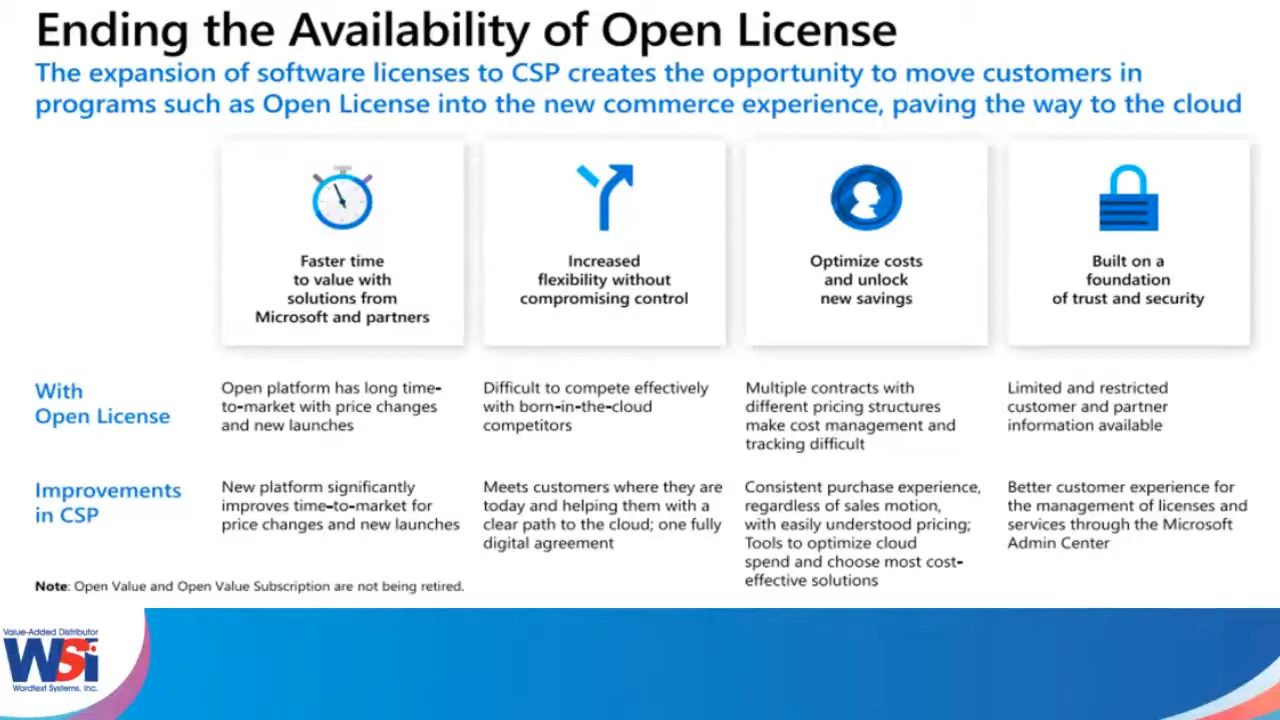 Ending the Availability of Open License
The expansion of software licenses to CSP creates the opportunity to move customers in
programs such as Open License into the new commerce experience, paving the way to the cloud
Faster time
to value with
solutions from
Microsoft and partners
Increased
flexibility without
compromising control
Optimize costs
and unlock
new savings
Built on a
foundation
of trust and security
With
Open License
Open platform has long time-
to-market with price changes
and new launches
Difficult to compete effectively
with born-in-the-cloud
competitors
Multiple contracts with
different pricing structures
make cost management and
tracking difficult
Limited and restricted
customer and partner
information available
Improvements
in CSP
New platform significantly
improves time-to-market for
price changes and new launches
Meets customers where they are
today and helping them with a
clear path to the cloud; one fully
digital agreement
Consistent purchase experience,
regardless of sales motion,
with easily understood pricing;
Tools to optimize cloud
spend and choose most cost-
effective solutions
Better customer experience for
the management of licenses and
services through the Microsoft
Admin Center
Note: Open Value and Open Value Subscription are not being retired.
Value-Added Distributor
WSi
Wordtext Systems, Inc.